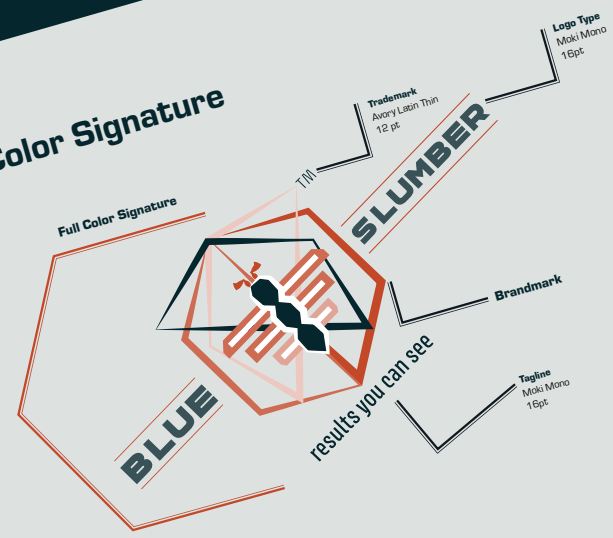 Color Signature
Full Color Signature
Trademark
Avory Latin Thin
12 pt
Logo Type
Moki Mono
16pt
TM
SLUMBER
Brandmark
BLUE
results you can see
Tagline
Moki Mono
16pt